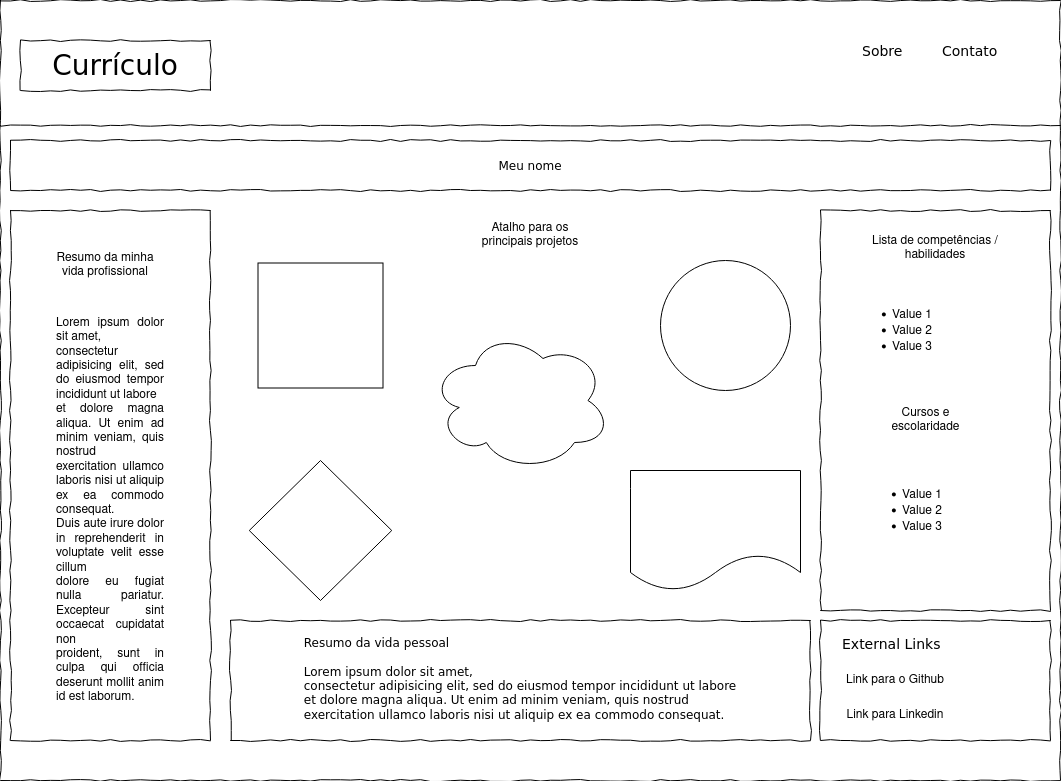 Currículo
Sobre
Contato
Meu nome
Resumo da minha
vida profissional
Lorem ipsum dolor
sit amet,
consectetur
adipisicing elit, sed
do eiusmod tempor
incididunt ut labore
et dolore magna
aliqua. Ut enim ad
minim veniam, quis
nostrud
exercitation ullamco
laboris nisi ut aliquip
ex ea commodo
consequat.
Duis aute irure dolor
in reprehenderit in
voluptate velit esse
cillum
dolore eu fugiat
nulla pariatur.
Excepteur sint
occaecat cupidatat
non
proident, sunt in
culpa qui officia
deserunt mollit anim
id est laborum.
Atalho para os
principais projetos
Lista de competências /
habilidades
• Value 1
• Value 2
• Value 3
Cursos e
escolaridade
• Value 1
• Value 2
• Value 3
Resumo da vida pessoal
Lorem ipsum dolor sit amet,
consectetur adipisicing elit, sed do eiusmod tempor incididunt ut labore
et dolore magna aliqua. Ut enim ad minim veniam, quis nostrud
exercitation ullamco laboris nisi ut aliquip ex ea commodo consequat.
External Links
Link para o Github
Link para Linkedin